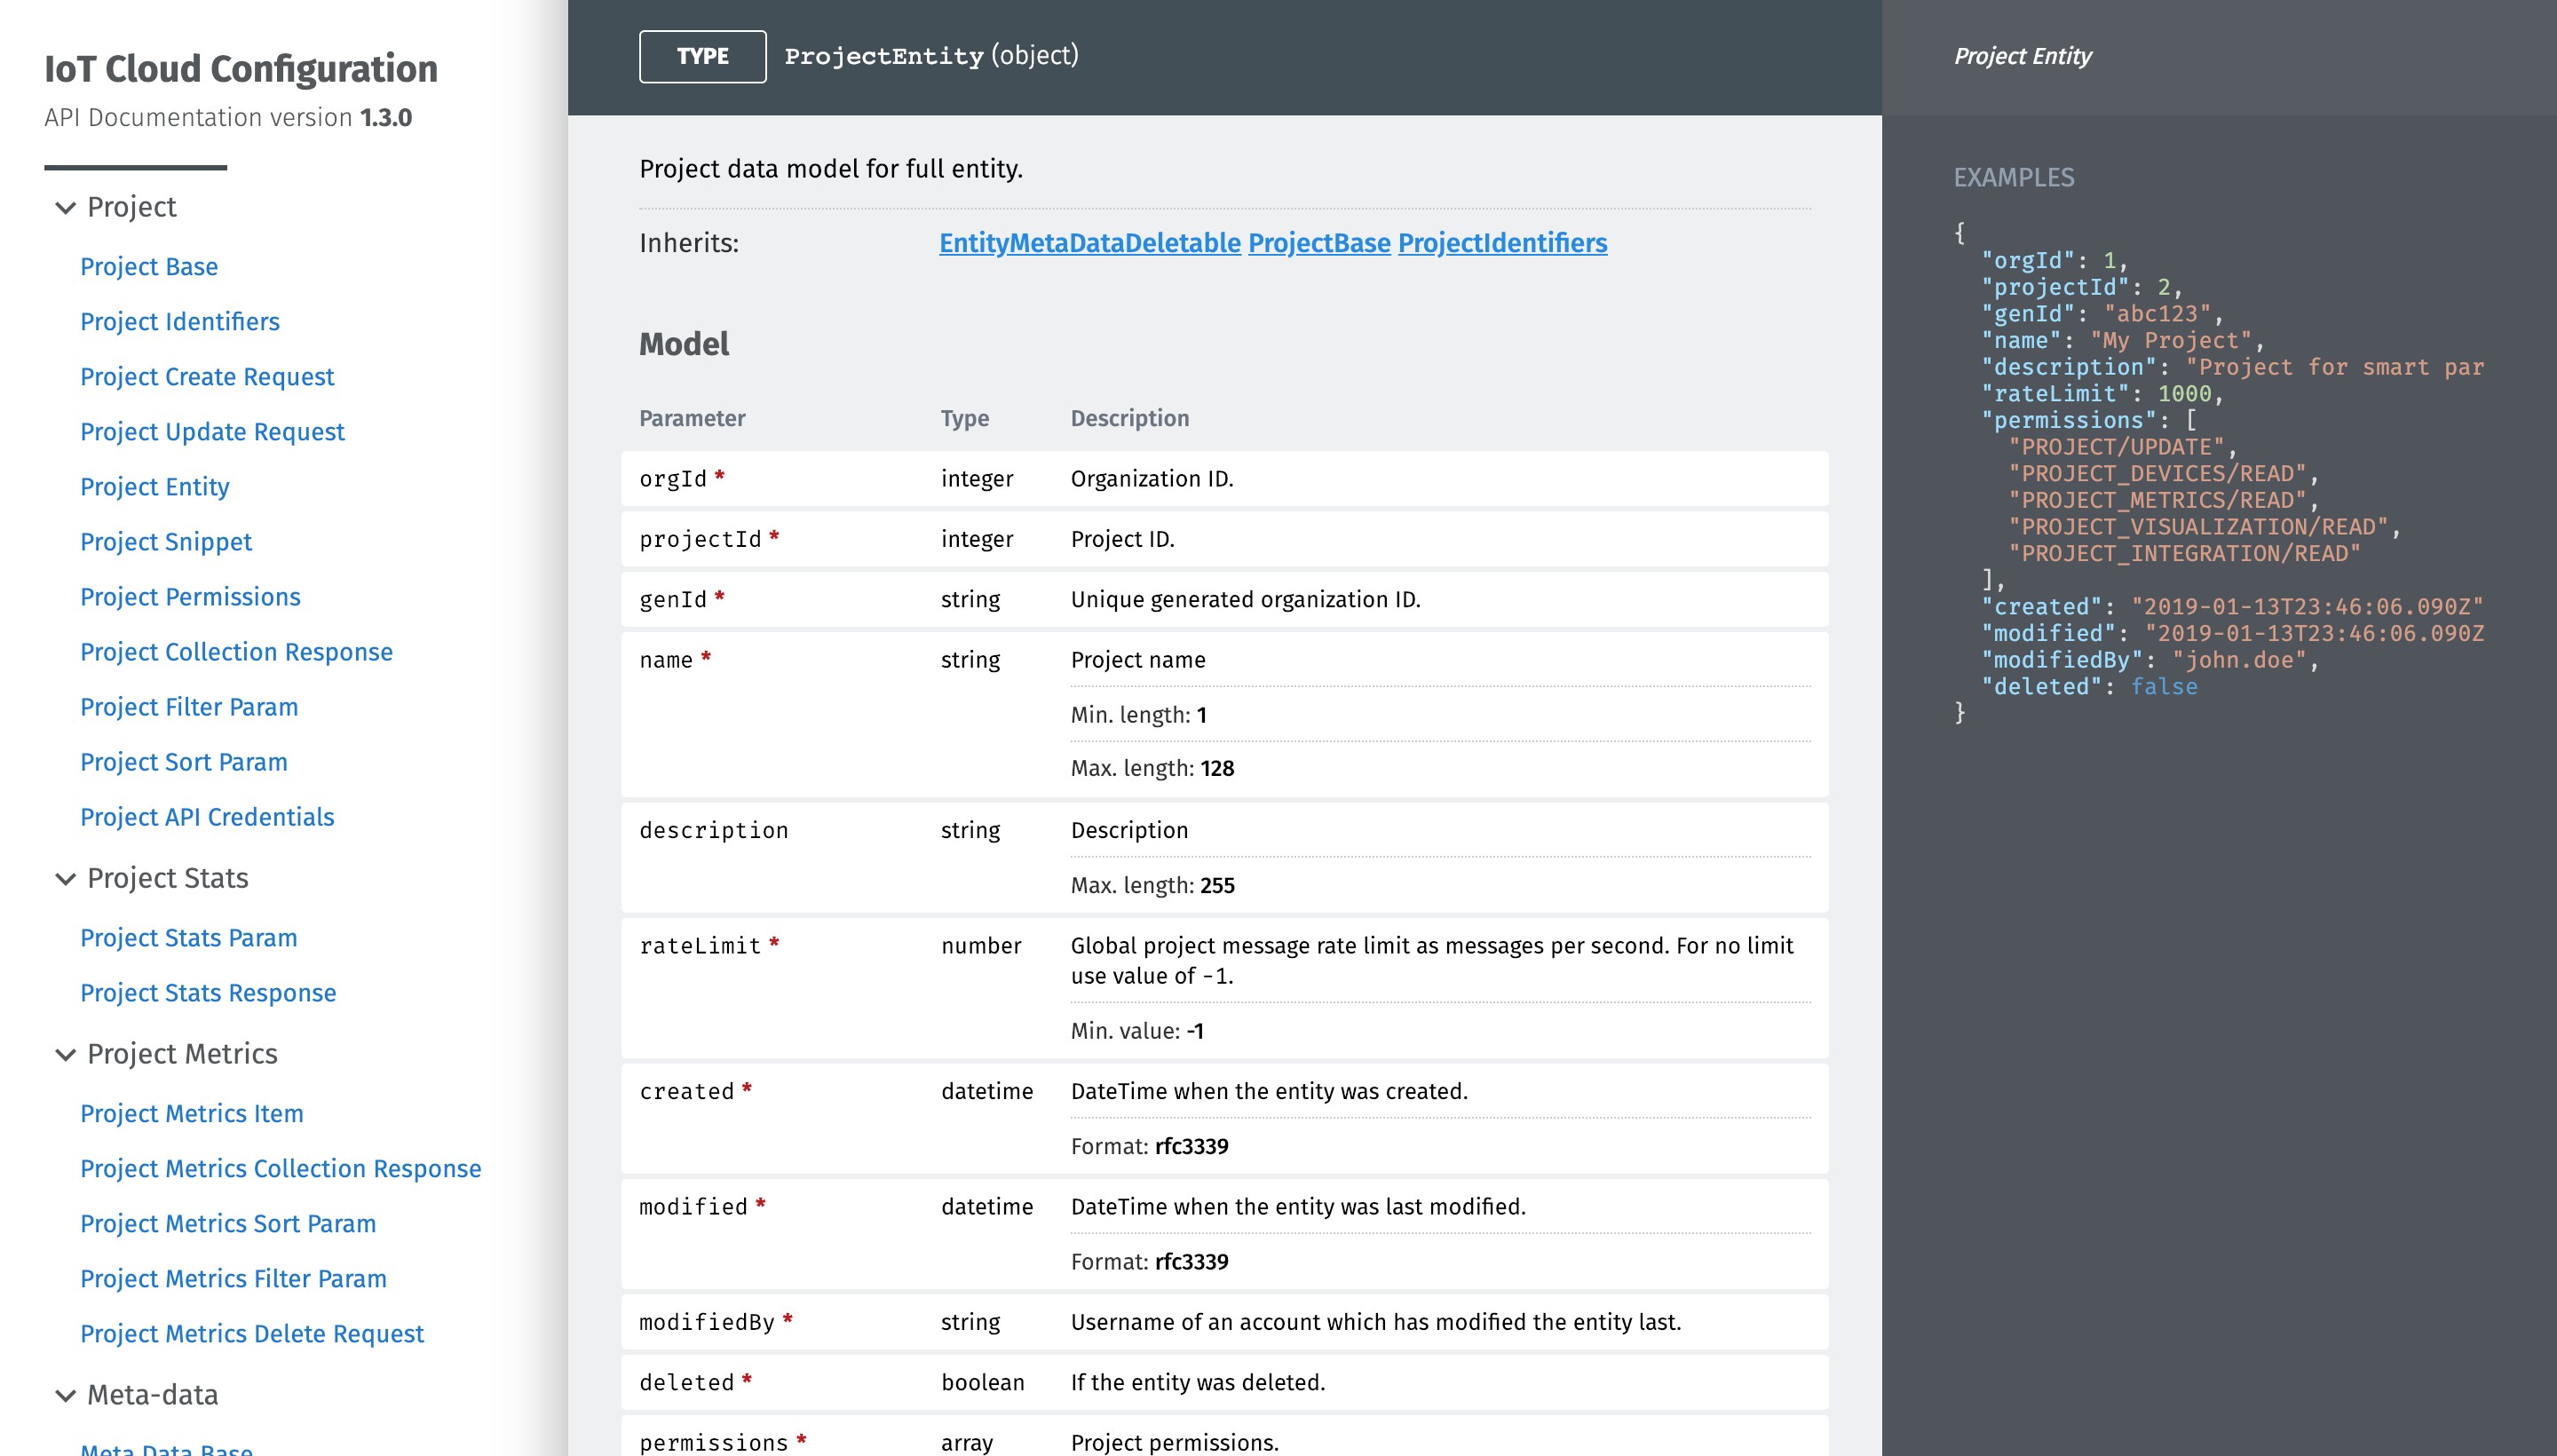 IoT Cloud Configuration
API Documentation version 1.3.0
Project
Project Base
Project Identifiers
Project Create Request
Project Update Request
Project Entity
Project Snippet
Project Permissions
Project Collection Response
Project Filter Param
Project Sort Param
Project API Credentials
Project Stats
Project Stats Param
Project Stats Response
Project Metrics
Project Metrics Item
Project Metrics Collection Response
Project Metrics Sort Param
Project Metrics Filter Param
Project Metrics Delete Request
Meta-data
Meta Data Base
TYPE ProjectEntity (object)
Project data model for full entity.
Inherits: EntityMetaDataDeletable ProjectBase ProjectIdentifiers
Model
Parameter Type Description
orgId * integer Organization ID.
projectId * integer Project ID.
genId * string Unique generated organization ID.
name * string Project name
Min. length: 1
Max. length: 128
description string Description
Max. length: 255
rateLimit * number Global project message rate limit as messages per second. For no limit
use value of -1.
Min. value: -1
created * datetime DateTime when the entity was created.
Format: rfc3339
modified * datetime DateTime when the entity was last modified.
Format: rfc3339
modifiedBy * string Username of an account which has modified the entity last.
deleted * boolean If the entity was deleted.
permissions * array Project permissions.
Project Entity
EXAMPLES
{
"orgId": 1,
"projectId": 2,
"genId": "abc123",
"name": "My Project",
"description": "Project for smart par
"rateLimit": 1000,
"permissions": [
"PROJECT/UPDATE",
"PROJECT_DEVICES/READ",
"PROJECT_METRICS/READ",
"PROJECT_VISUALIZATION/READ",
"PROJECT_INTEGRATION/READ"
],
"created": "2019-01-13T23:46:06.090Z"
"modified": "2019-01-13T23:46:06.090Z
"modifiedBy": "john.doe",
"deleted": false
}